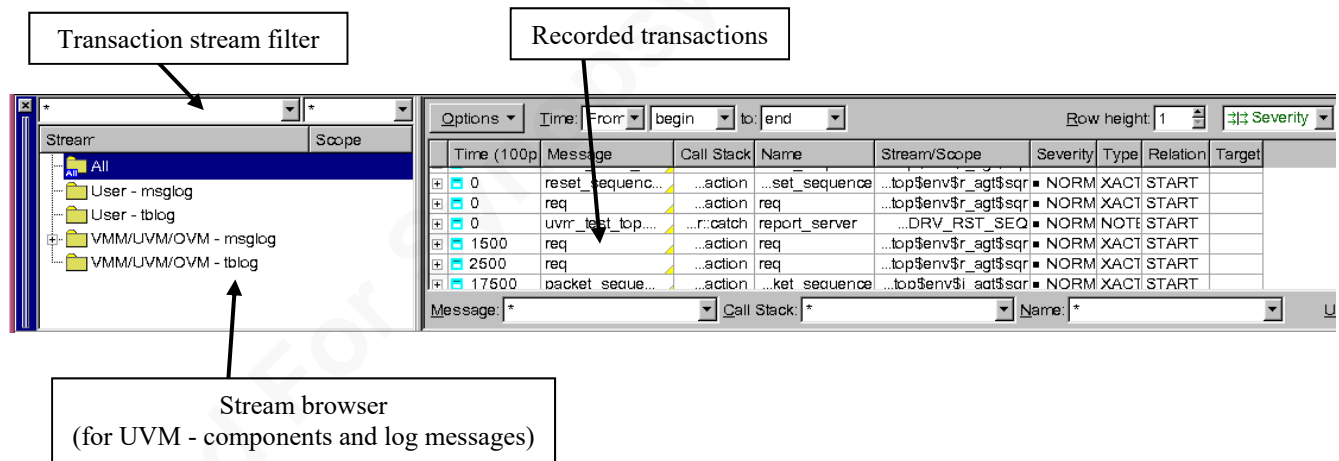 Transaction stream filter
Recorded transactions
*
*
Stream
Scope
All
All
User - msglog
User - tblog
VMM/UVM/OVM - msglog
VMM/UVM/OVM - tblog
Options Time: From begin to: end Row height: 1 Severity
Time (100p Message Call Stack Name Stream/Scope Severity Type Relation Target
0 reset_sequenc... ...action ...set_sequence ...top$env$r_agt$sqr NORM XACT START
0 req ...action req ...top$env$r_agt$sqr NORM XACT START
0 uvm_test_top.... ...r::catch report_server ...DRV_RST_SEQ NORM NOTE START
1500 req ...action req ...top$env$r_agt$sqr NORM XACT START
2500 req ...action req ...top$env$r_agt$sqr NORM XACT START
17500 packet_seque... ...action ...ket_sequence ...top$env$i_agt$sqr NORM XACT START
Message: * Call Stack: * Name: * U
Stream browser
(for UVM - components and log messages)